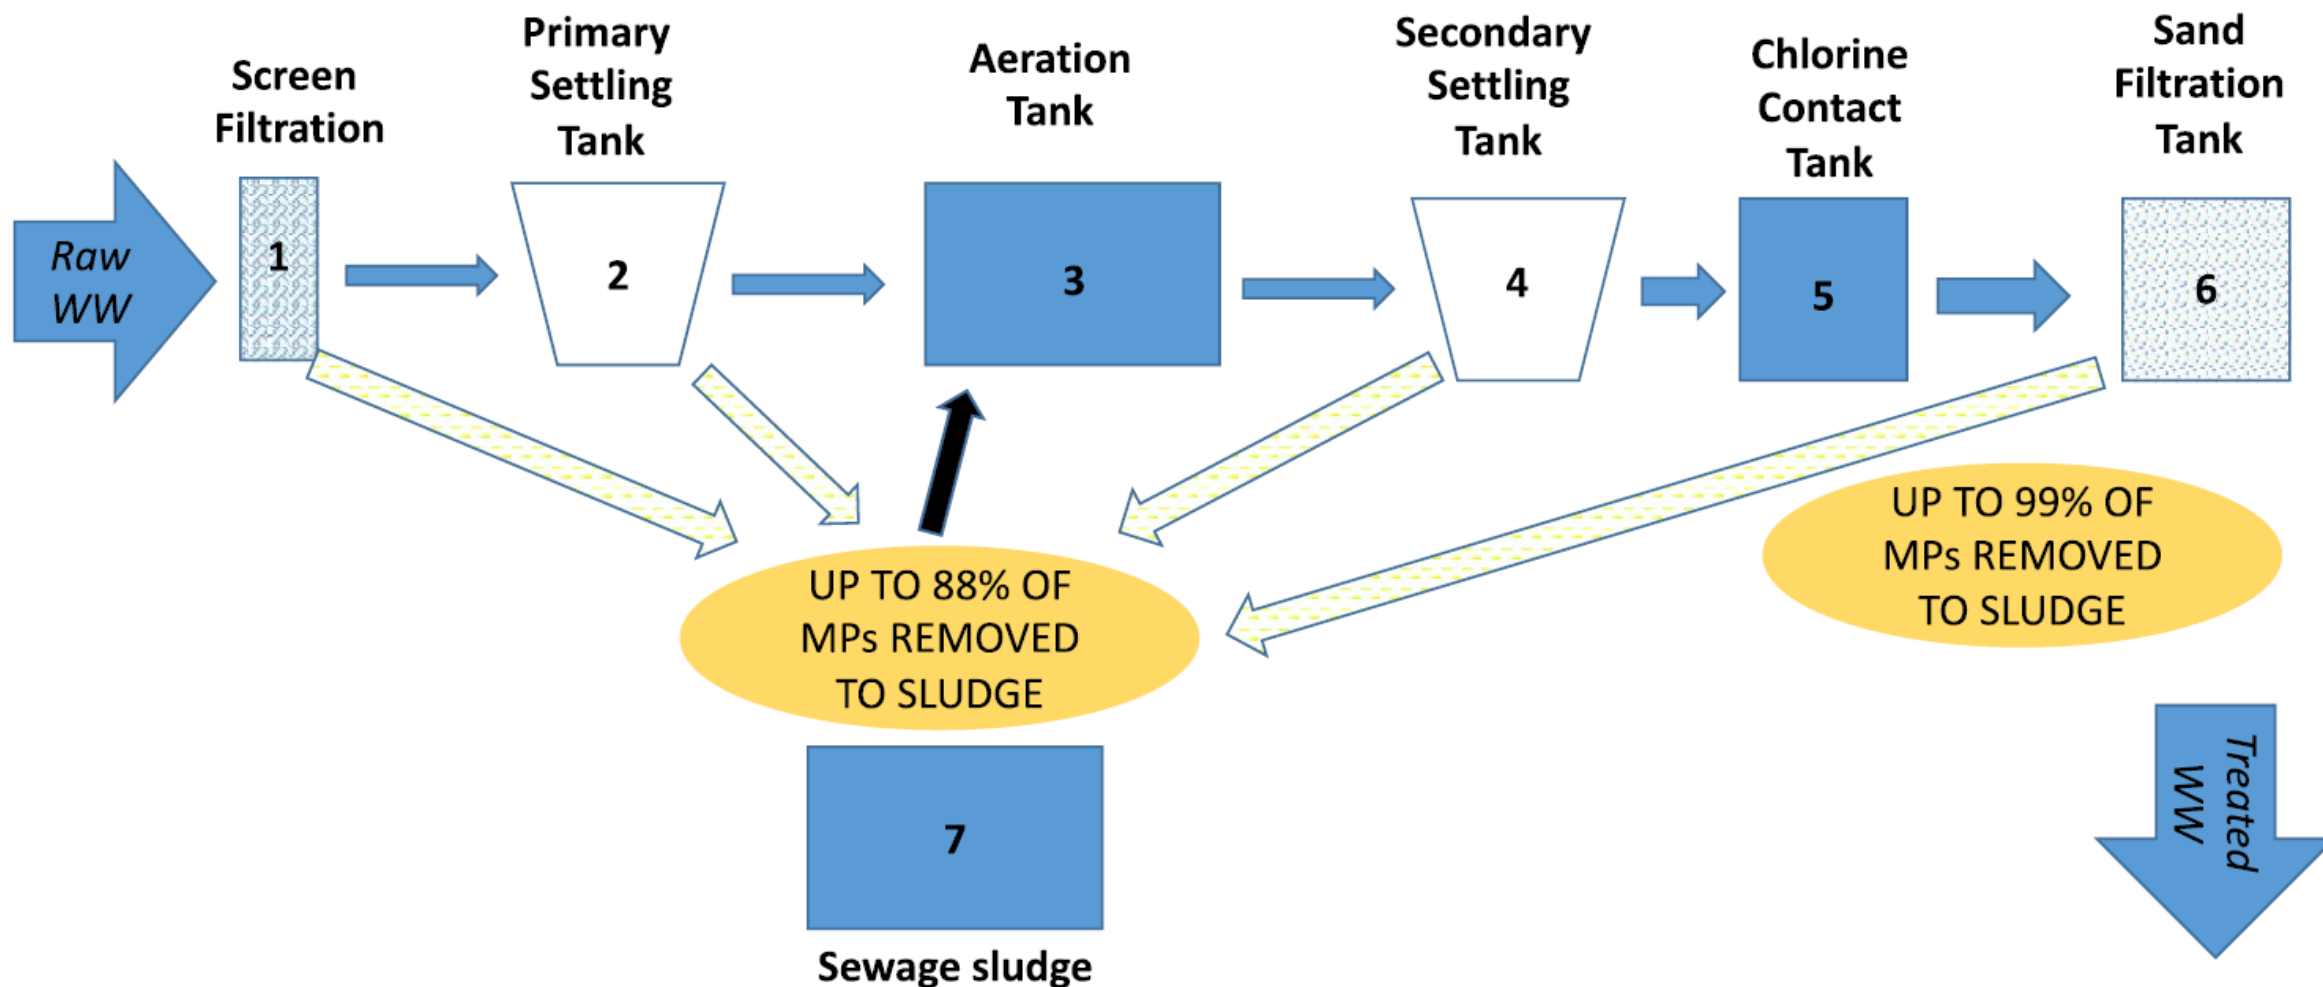 Screen
Filtration
Primary
Settling
Tank
Aeration
Tank
Secondary
Settling
Tank
Chlorine
Contact
Tank
Sand
Filtration
Tank
Raw
WW
1
2
3
4
5
6
UP TO 88% OF
MPs REMOVED
TO SLUDGE
UP TO 99% OF
MPs REMOVED
TO SLUDGE
7
Sewage sludge
Treated
WW